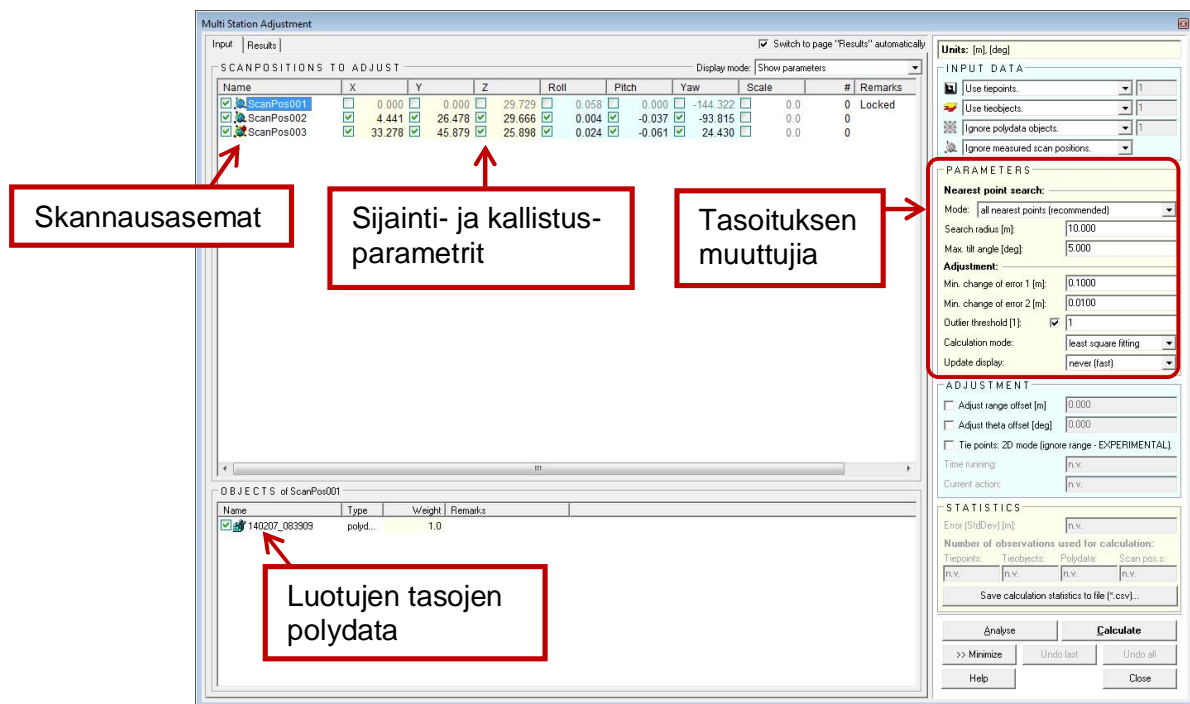 Multi Station Adjustment
Input Results
Switch to page "Results" automatically
SCANPOSITIONS TO ADJUST
Display mode: Show parameters
Name X Y Z Roll Pitch Yaw Scale # Remarks
ScanPos001 0.000 0.000 29.729 0.058 0.000 -144.322 0.0 0 Locked
ScanPos002 4.441 26.478 29.666 0.004 -0.037 -93.815 0.0 0
ScanPos003 33.278 45.879 25.898 0.024 -0.061 24.430 0.0 0
Skannausasemat
Sijainti- ja kallistus-
parametrit
Tasoituksen
muuttujia
OBJECTS of ScanPos001
Name Type Weight Remarks
140207_083909 polyd... 1.0
Luotujen tasojen
polydata
Units: [m], [deg]
INPUT DATA
Use tiepoints. 1
Use tieobjects. 1
Ignore polydata objects. 1
Ignore measured scan positions.
PARAMETERS
Nearest point search:
Mode: all nearest points (recommended)
Search radius [m]: 10.000
Max. tilt angle [deg]: 5.000
Adjustment:
Min. change of error 1 [m]: 0.1000
Min. change of error 2 [m]: 0.0100
Outlier threshold [1]: 1
Calculation mode: least square fitting
Update display: never (fast)
ADJUSTMENT
Adjust range offset [m] 0.000
Adjust theta offset [deg] 0.000
Tie points: 2D mode (ignore range - EXPERIMENTAL).
Time running: n.v.
Current action: n.v.
STATISTICS
Error (StdDev) [m]: n.v.
Number of observations used for calculation:
Tiepoints: Tieobjects: Polydata: Scan pos.s:
n.v. n.v. n.v. n.v.
Save calculation statistics to file (*.csv)...
Analyse Calculate
>> Minimize Undo last Undo all
Help Close